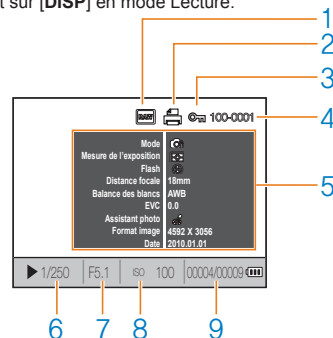 t sur [DISP] en mode Lecture.
1
2
3
RAW 100-0001 4
Mode
Mesure de l'exposition
Flash
Distance focale 18mm 5
Balance des blancs AWB
EVC 0.0
Assistant photo
Format image 4592 X 3056
Date 2010.01.01
1/250 F5.1 ISO 100 00004/00009
6 7 8 9